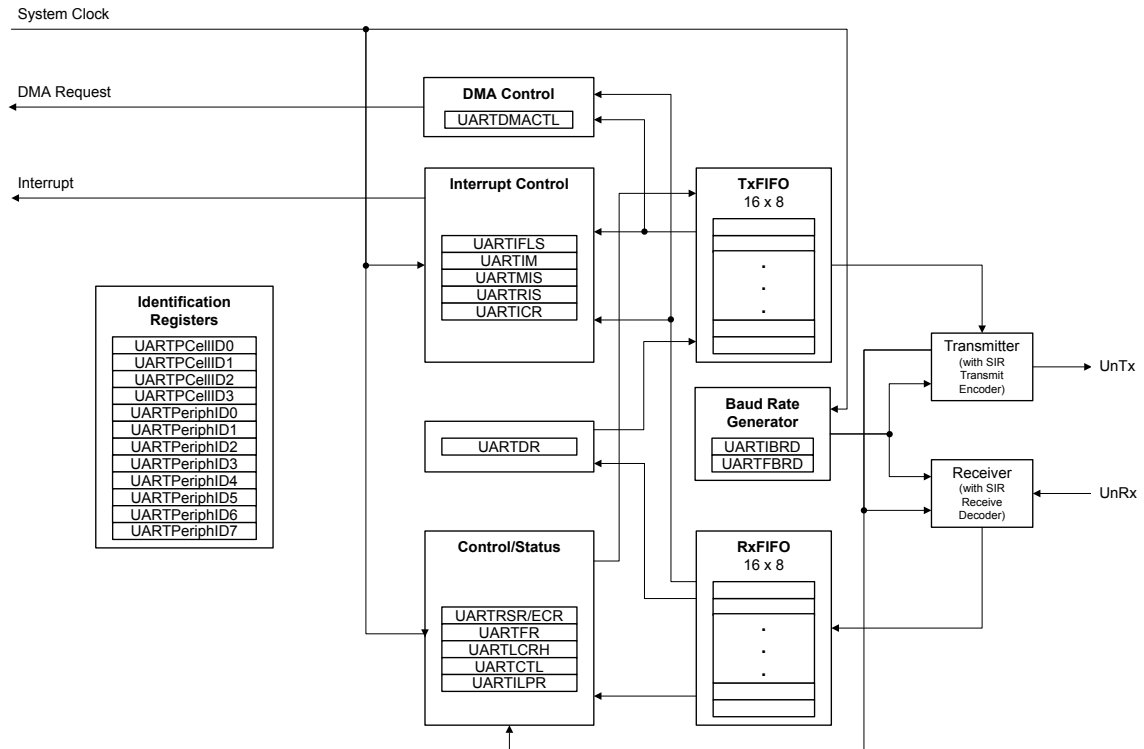 System Clock
DMA Request
DMA Control
UARTDMACTL
Interrupt
Interrupt Control
UARTIFLS
UARTIM
UARTMIS
UARTRIS
UARTICR
TxFIFO
16 x 8
.
.
.
Identification
Registers
UARTPCellID0
UARTPCellID1
UARTPCellID2
UARTPCellID3
UARTPeriphID0
UARTPeriphID1
UARTPeriphID2
UARTPeriphID3
UARTPeriphID4
UARTPeriphID5
UARTPeriphID6
UARTPeriphID7
Transmitter
(with SIR
Transmit
Encoder)
UnTx
Baud Rate
Generator
UARTIBRD
UARTFBRD
UARTDR
Receiver
(with SIR
Receive
Decoder)
UnRx
Control/Status
UARTRSR/ECR
UARTFR
UARTLCRH
UARTCTL
UARTILPR
RxFIFO
16 x 8
.
.
.